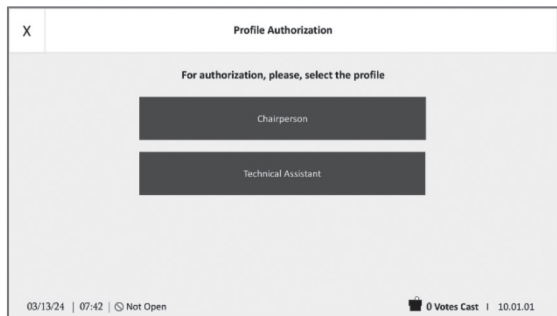 X
Profile Authorization
For authorization, please, select the profile
Chairperson
Technical Assistant
03/13/24 | 07:42 | Not Open
0 Votes Cast | 10.01.01